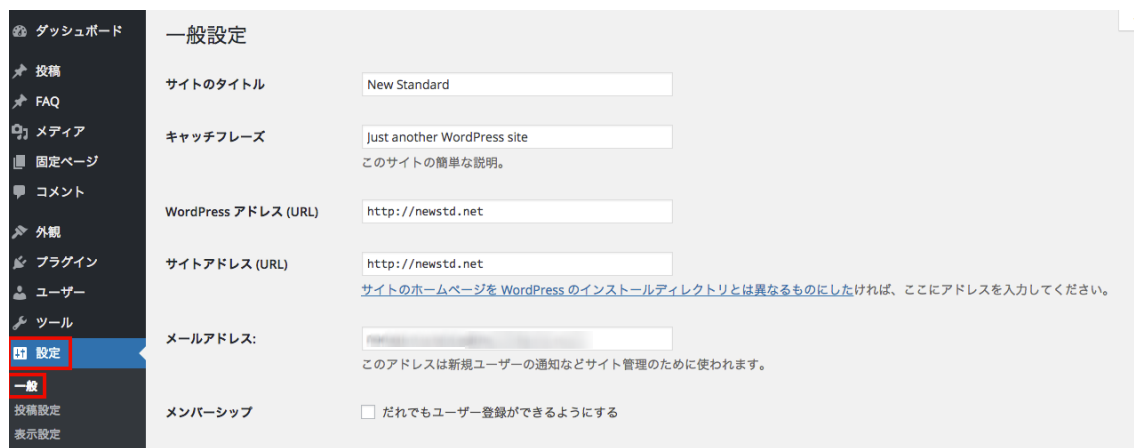 ダッシュボード
投稿
FAQ
メディア
固定ページ
コメント
外観
プラグイン
ユーザー
ツール
設定
一般
投稿設定
表示設定
一般設定
サイトのタイトル
New Standard
キャッチフレーズ
Just another WordPress site
このサイトの簡単な説明。
WordPress アドレス (URL)
http://newstd.net
サイトアドレス (URL)
http://newstd.net
サイトのホームページを WordPress のインストールディレクトリとは異なるものにしたければ、ここにアドレスを入力してください。
メールアドレス:
このアドレスは新規ユーザーの通知などサイト管理のために使われます。
メンバーシップ
だれでもユーザー登録ができるようにする